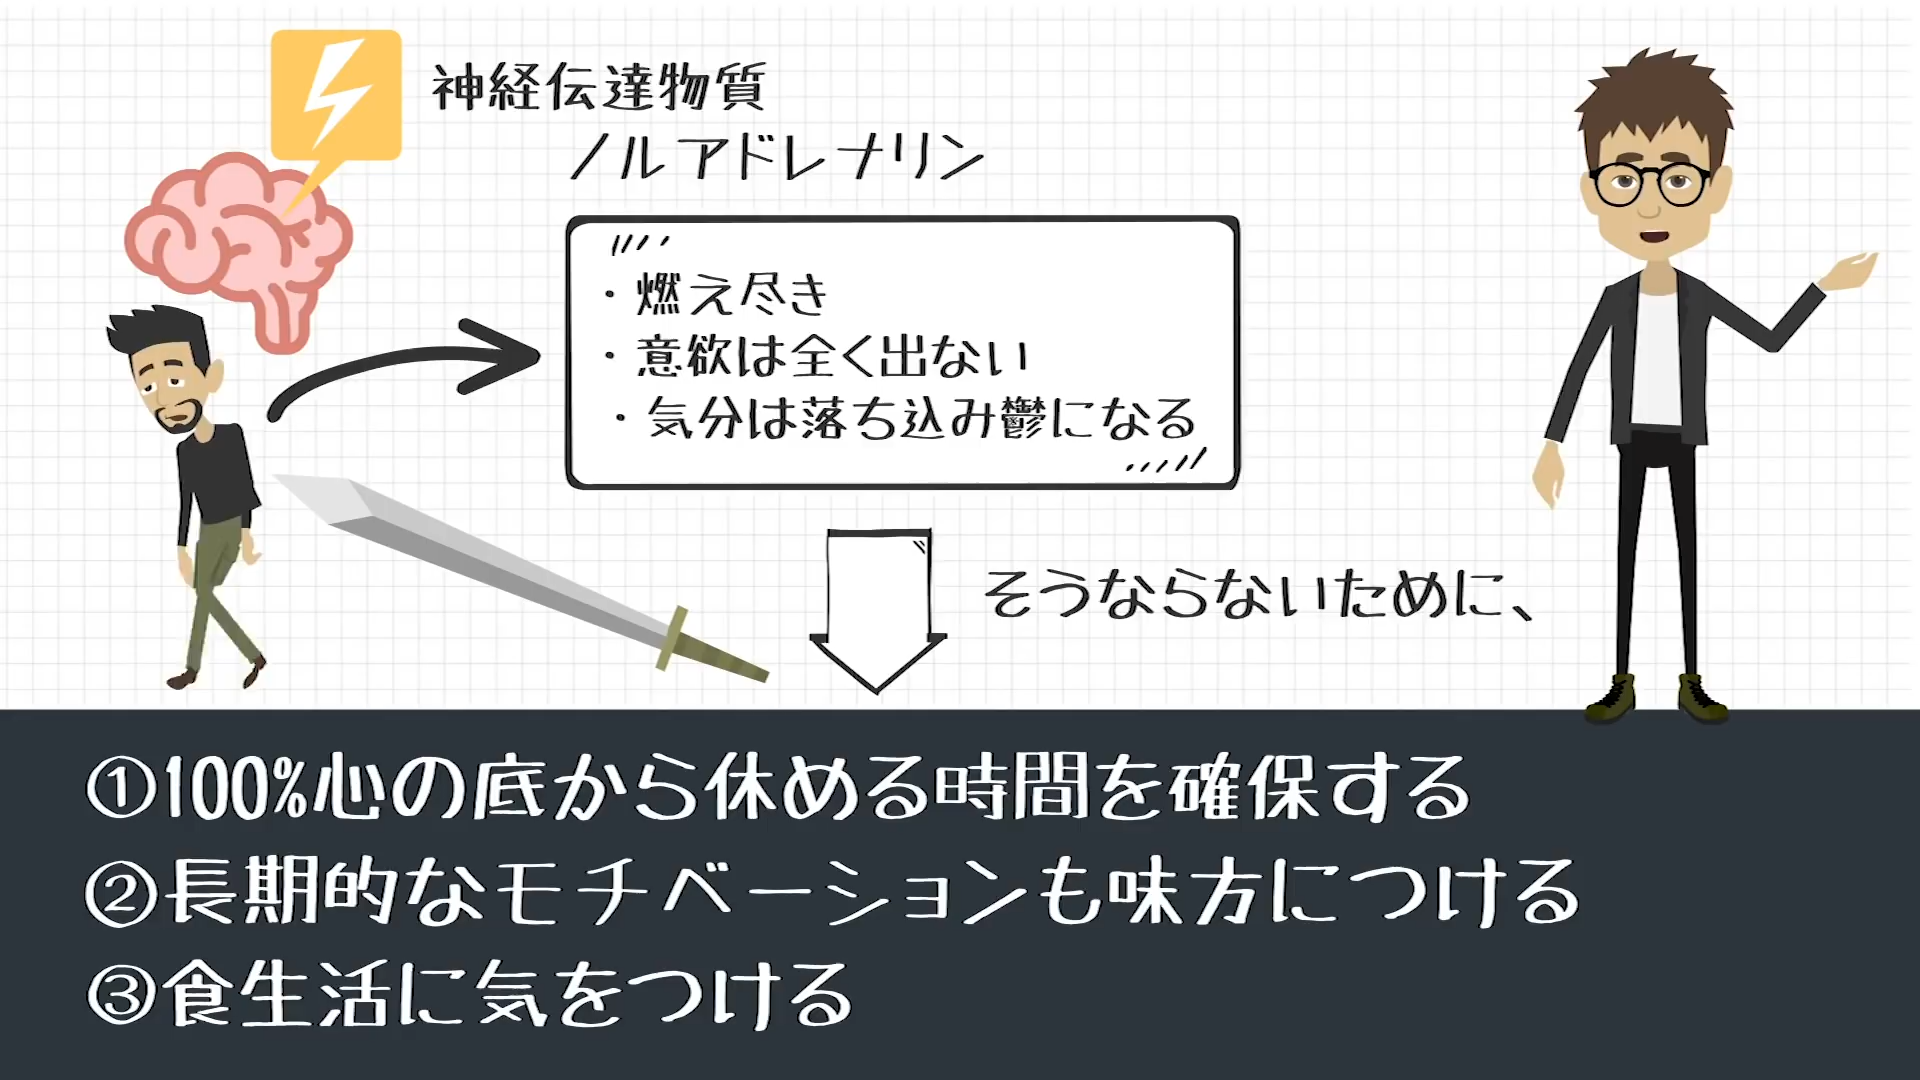 神経伝達物質
ノルアドレナリン
・燃え尽き
・意欲は全く出ない
・気分は落ち込み鬱になる
そうならないために、
①100%心の底から休める時間を確保する
②長期的なモチベーションも味方につける
③食生活に気をつける